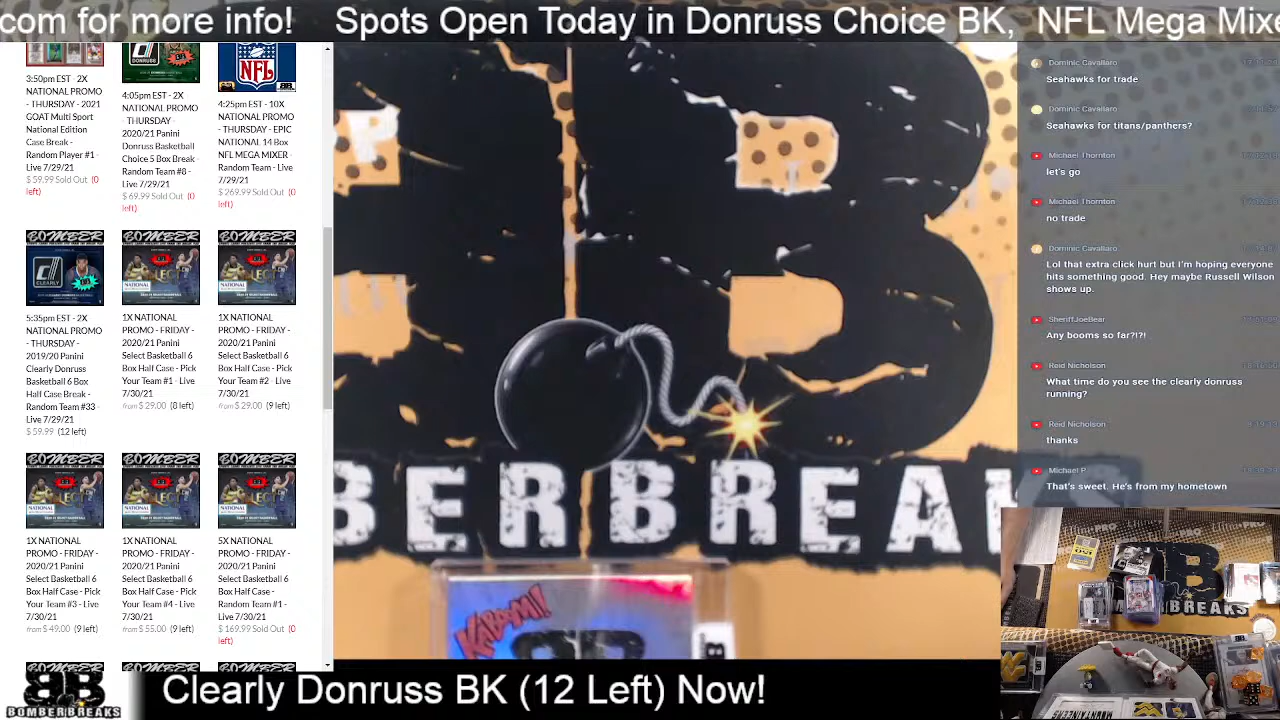 com for more info! Spots Open Today in Donruss Choice BK, NFL Mega Mixe
3:50pm EST - 2X
NATIONAL PROMO
- THURSDAY - 2021
GOAT Multi Sport
National Edition
Case Break -
Random Player #1 -
Live 7/29/21
$ 59.99 Sold Out (0
left)
4:05pm EST - 2X
NATIONAL PROMO
- THURSDAY -
2020/21 Panini
Donruss Basketball
Choice 5 Box Break -
Random Team #8 -
Live 7/29/21
$ 69.99 Sold Out (0
left)
NFL
4:25pm EST - 10X
NATIONAL PROMO
- THURSDAY - EPIC
NATIONAL 14 Box
NFL MEGA MIXER -
Random Team - Live
7/29/21
$ 269.99 Sold Out (0
left)
BOMBER
CLEARLY
5:35pm EST - 2X
NATIONAL PROMO
- THURSDAY -
2019/20 Panini
Clearly Donruss
Basketball 6 Box
Half Case Break -
Random Team #33 -
Live 7/29/21
$ 59.99 (12 left)
BOMBER
1X NATIONAL
PROMO - FRIDAY -
2020/21 Panini
Select Basketball 6
Box Half Case - Pick
Your Team #1 - Live
7/30/21
from $ 29.00 (8 left)
BOMBER
1X NATIONAL
PROMO - FRIDAY -
2020/21 Panini
Select Basketball 6
Box Half Case - Pick
Your Team #2 - Live
7/30/21
from $ 29.00 (9 left)
BOMBER
1X NATIONAL
PROMO - FRIDAY -
2020/21 Panini
Select Basketball 6
Box Half Case - Pick
Your Team #3 - Live
7/30/21
from $ 49.00 (9 left)
BOMBER
1X NATIONAL
PROMO - FRIDAY -
2020/21 Panini
Select Basketball 6
Box Half Case - Pick
Your Team #4 - Live
7/30/21
from $ 55.00 (9 left)
BOMBER
5X NATIONAL
PROMO - FRIDAY -
2020/21 Panini
Select Basketball 6
Box Half Case -
Random Team #1 -
Live 7/30/21
$ 169.99 Sold Out (0
left)
BERBREAK
KABOOM!
Dominic Cavallaro
Seahawks for trade
Dominic Cavallaro
Seahawks for titans/panthers?
Michael Thornton
let's go
Michael Thornton
no trade
Dominic Cavallaro
Lol that extra click hurt but I'm hoping everyone
hits something good. Hey maybe Russell Wilson
shows up.
SheriffJoeBear
Any booms so far?!?!
Reid Nicholson
What time do you see the clearly donruss
running?
Reid Nicholson
thanks
Michael P
That's sweet. He's from my hometown
BOMBERBREAKS
Clearly Donruss BK (12 Left) Now!